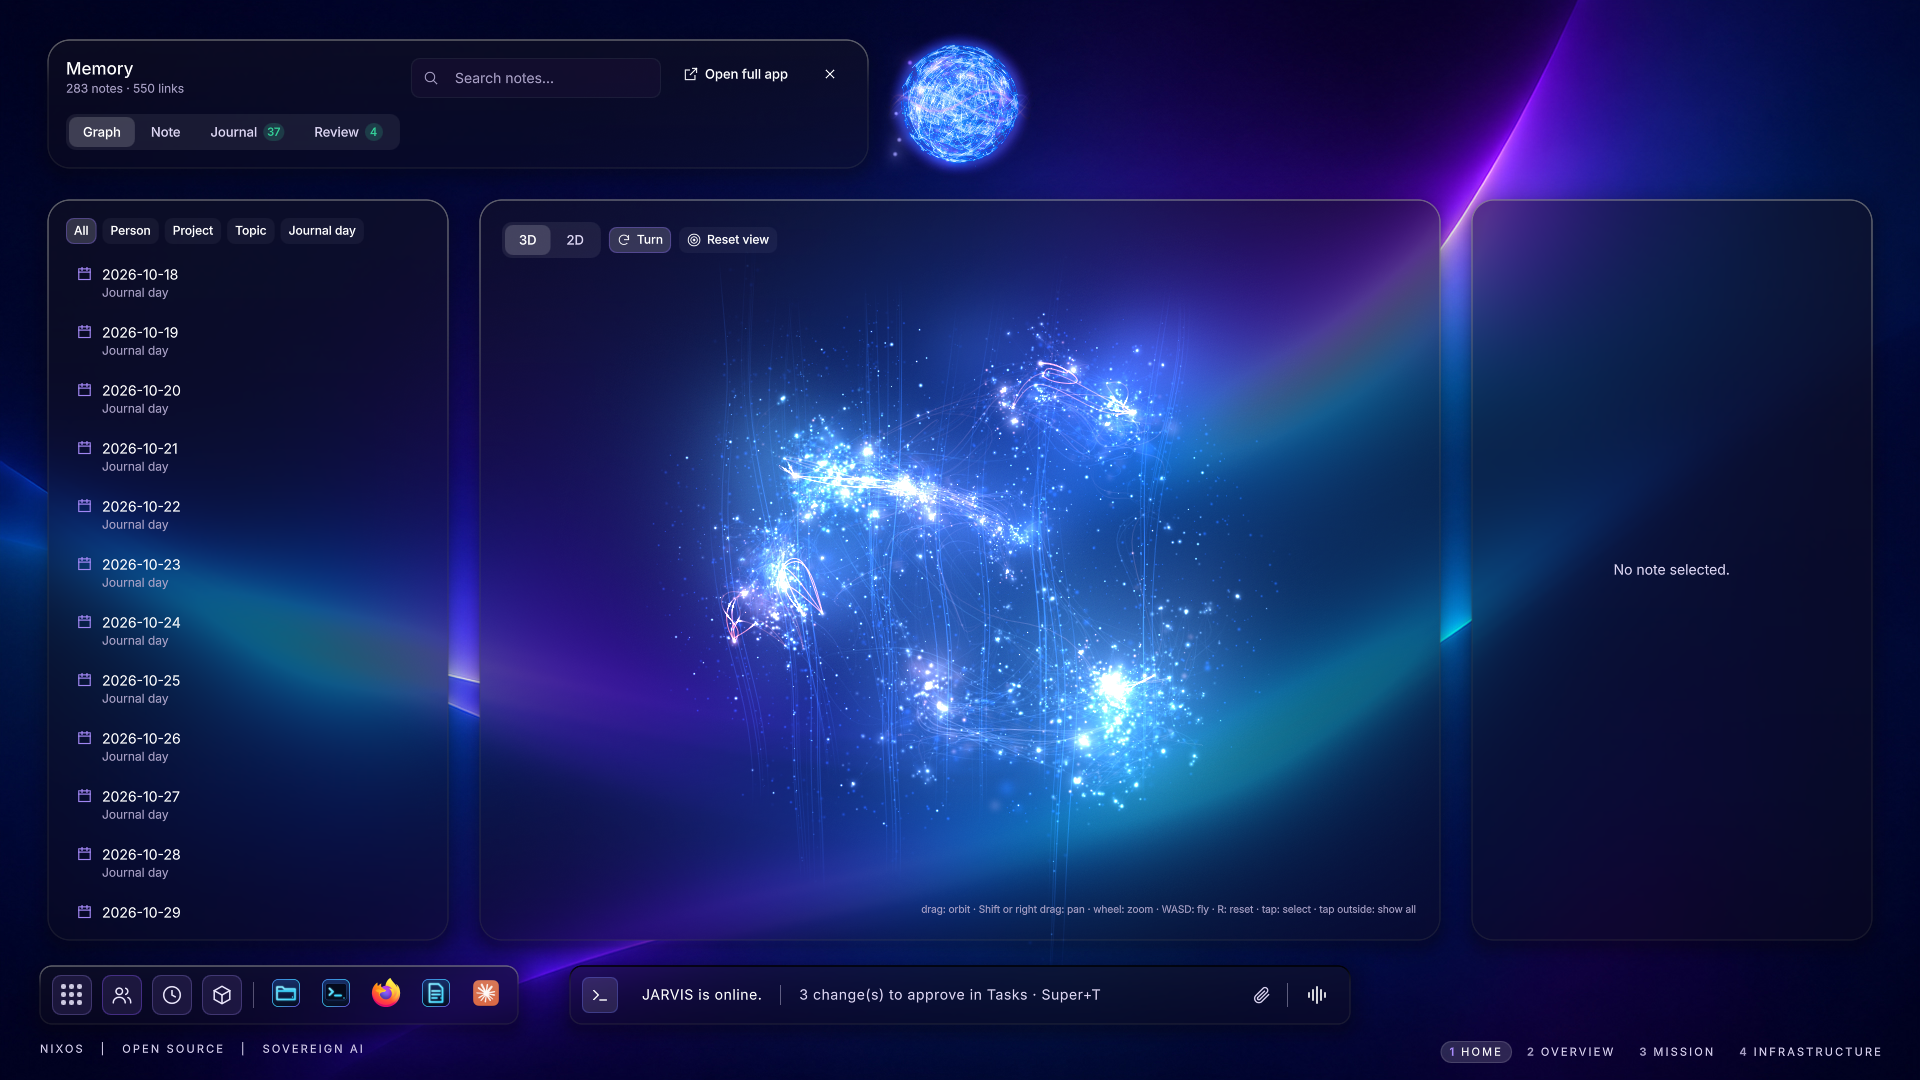 Memory
283 notes · 550 links
Search notes...
Open full app
Graph
Note
Journal 37
Review 4
All
Person
Project
Topic
Journal day
2026-10-18
Journal day
2026-10-19
Journal day
2026-10-20
Journal day
2026-10-21
Journal day
2026-10-22
Journal day
2026-10-23
Journal day
2026-10-24
Journal day
2026-10-25
Journal day
2026-10-26
Journal day
2026-10-27
Journal day
2026-10-28
Journal day
2026-10-29
3D
2D
Turn
Reset view
drag: orbit · Shift or right drag: pan · wheel: zoom · WASD: fly · R: reset · tap: select · tap outside: show all
No note selected.
JARVIS is online.
3 change(s) to approve in Tasks · Super+T
NIXOS | OPEN SOURCE | SOVEREIGN AI
1 HOME
2 OVERVIEW
3 MISSION
4 INFRASTRUCTURE